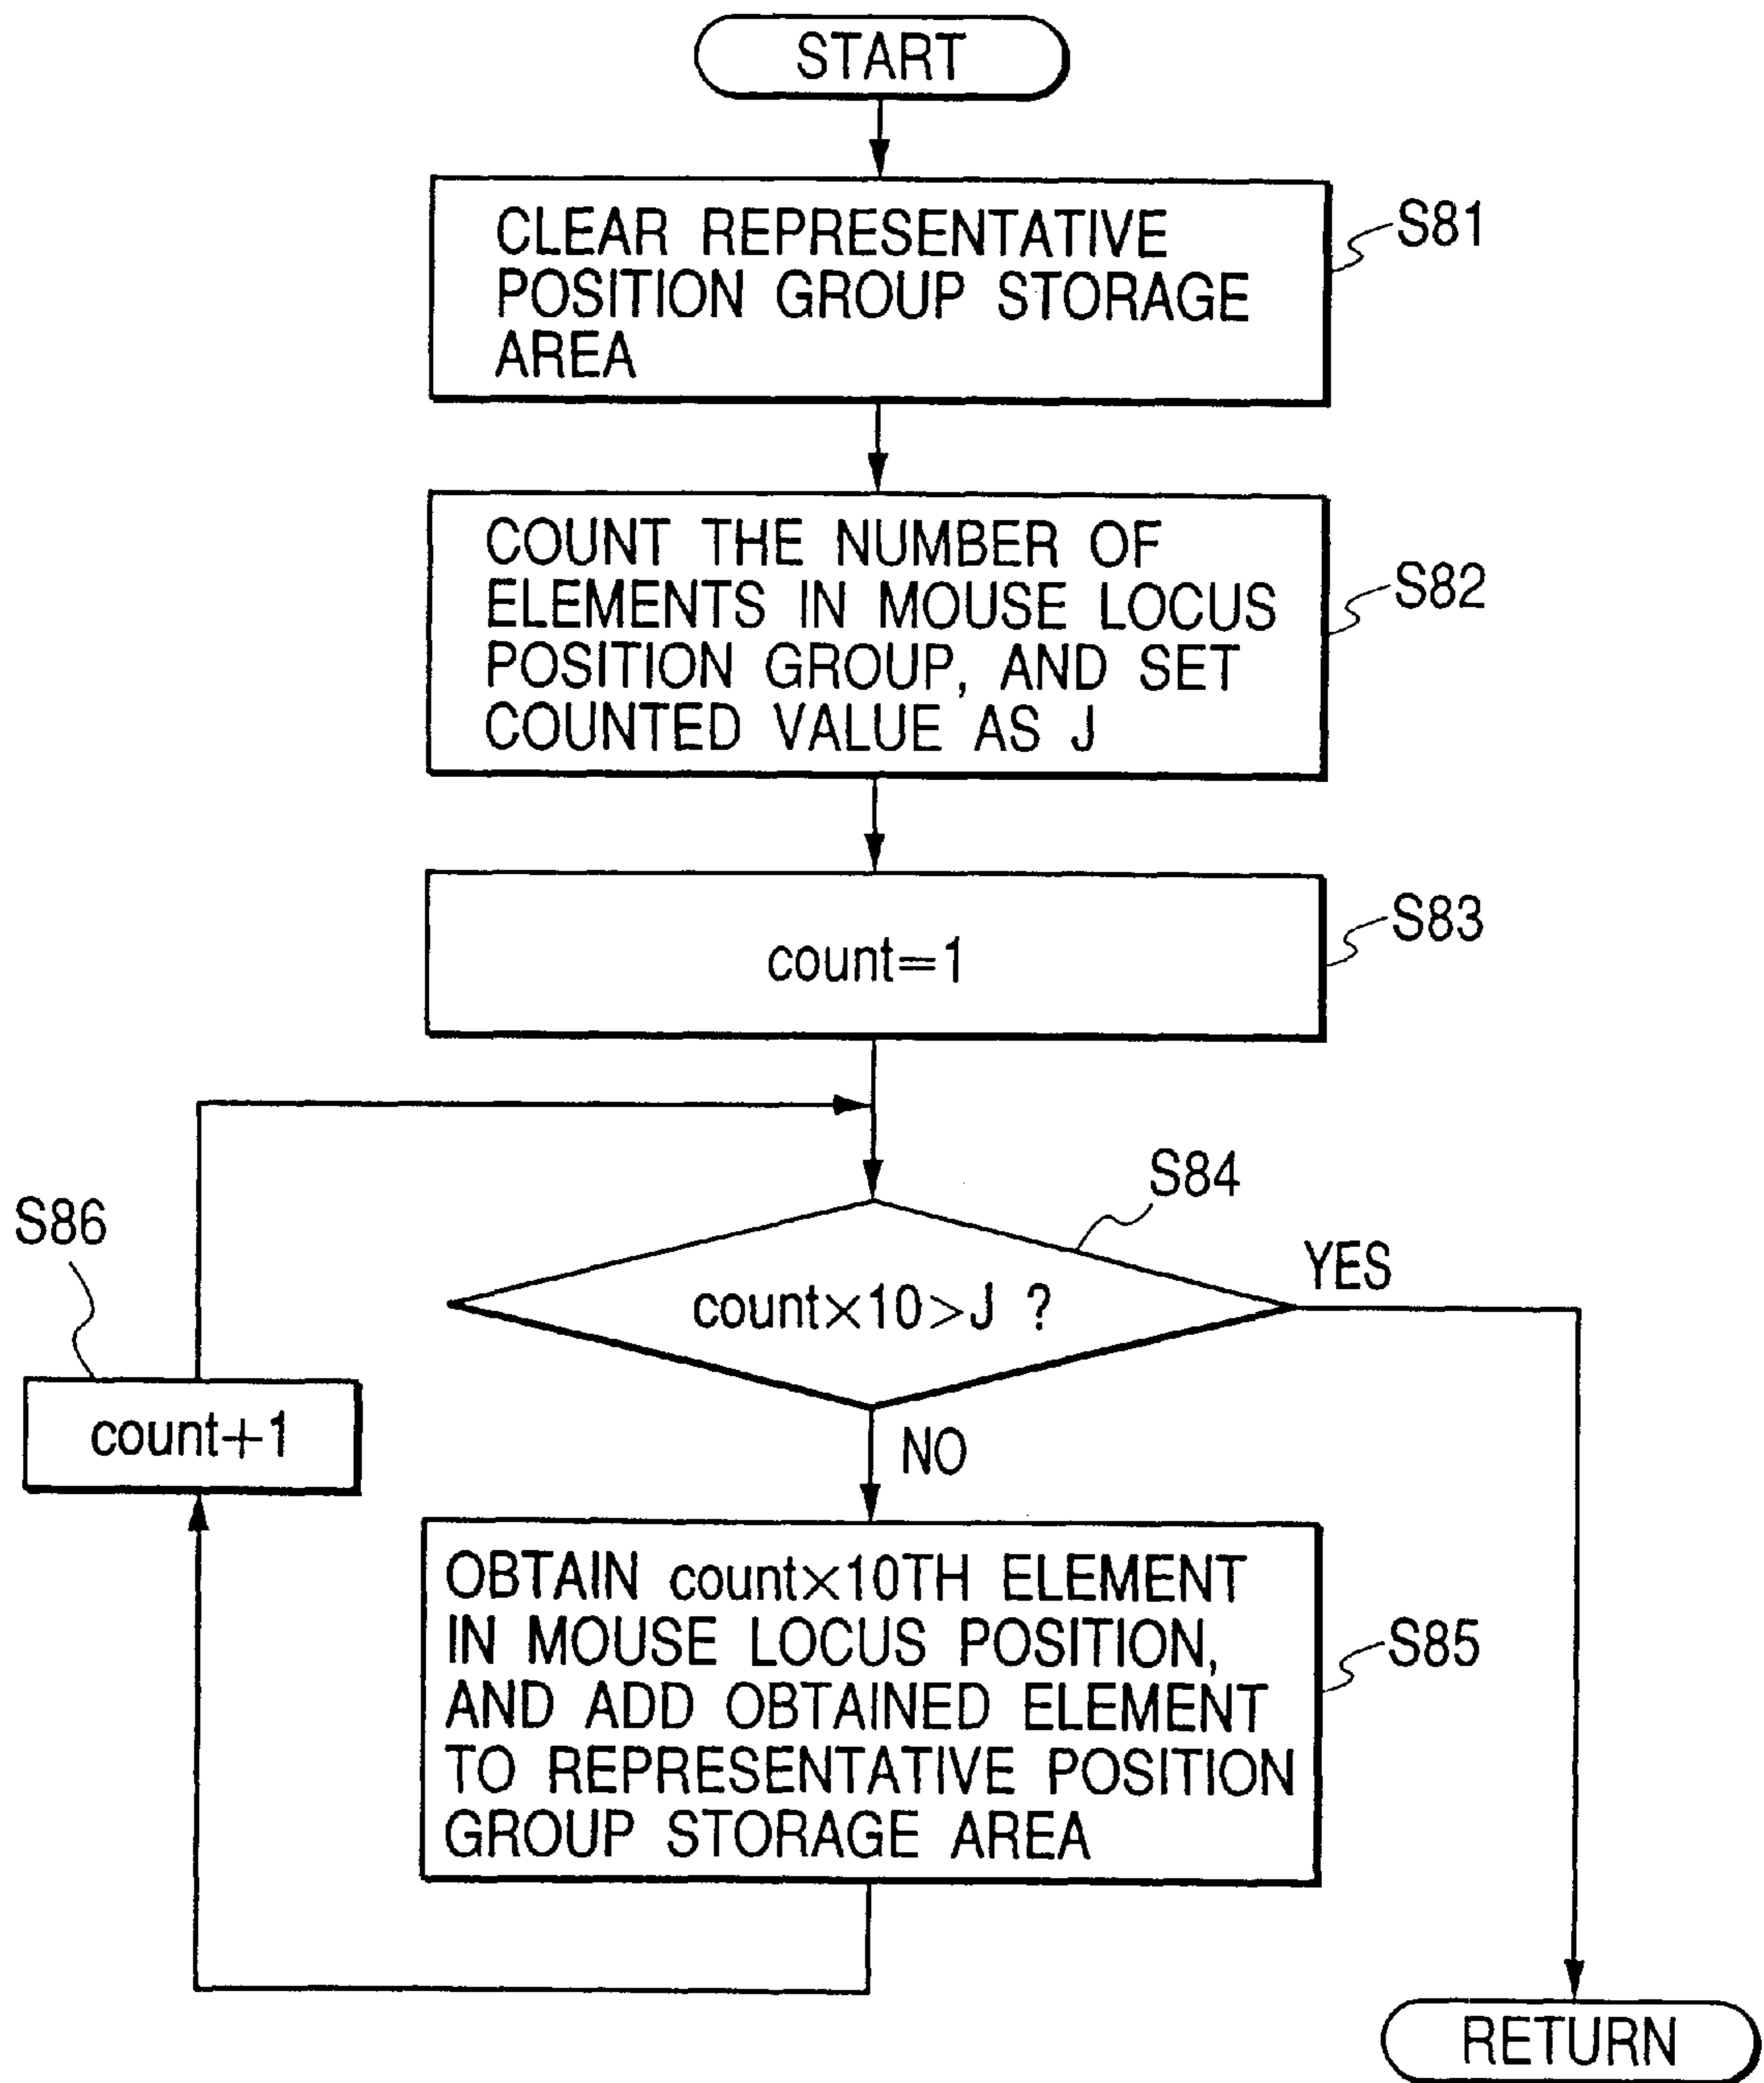 START
CLEAR REPRESENTATIVE
POSITION GROUP STORAGE
AREA
S81
COUNT THE NUMBER OF
ELEMENTS IN MOUSE LOCUS
POSITION GROUP, AND SET
COUNTED VALUE AS J
S82
count=1
S83
S84
count×10>J ?
YES
NO
S86
count+1
OBTAIN count×10TH ELEMENT
IN MOUSE LOCUS POSITION,
AND ADD OBTAINED ELEMENT
TO REPRESENTATIVE POSITION
GROUP STORAGE AREA
S85
RETURN